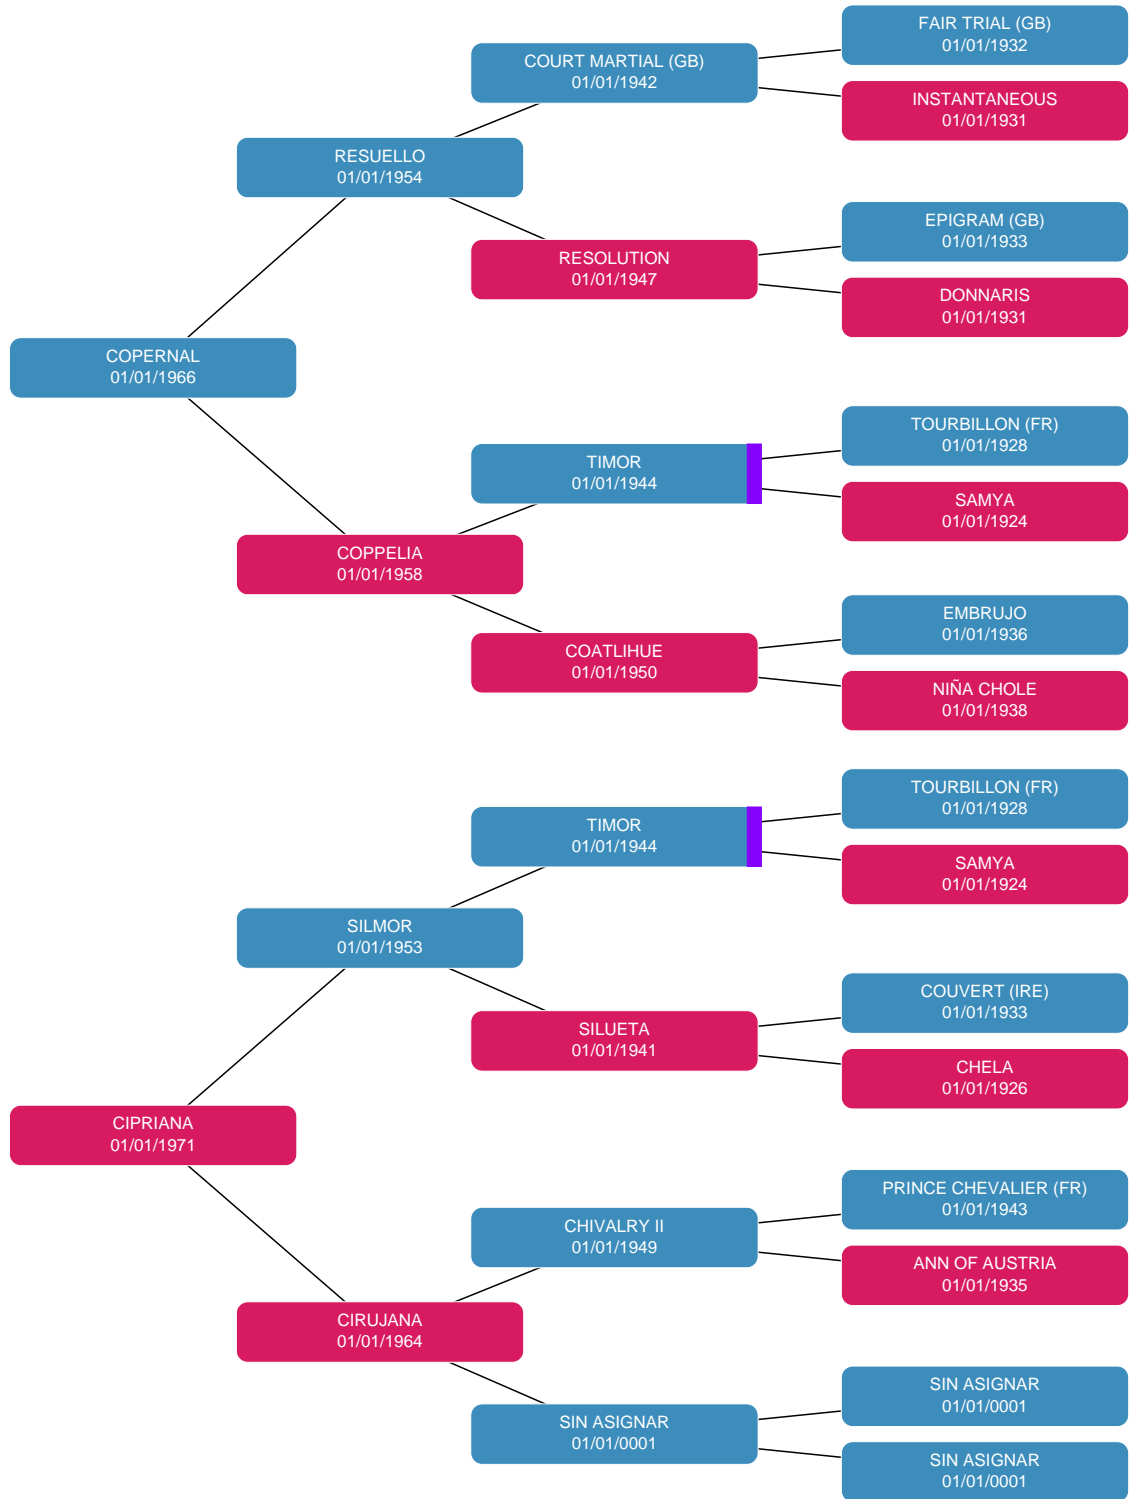 FAIR TRIAL (GB)
01/01/1932
COURT MARTIAL (GB)
01/01/1942
INSTANTANEOUS
01/01/1931
RESUELLO
01/01/1954
EPIGRAM (GB)
01/01/1933
RESOLUTION
01/01/1947
DONNARIS
01/01/1931
COPERNAL
01/01/1966
TOURBILLON (FR)
01/01/1928
TIMOR
01/01/1944
SAMYA
01/01/1924
COPPELIA
01/01/1958
EMBRUJO
01/01/1936
COATLIHUE
01/01/1950
NIÑA CHOLE
01/01/1938
TOURBILLON (FR)
01/01/1928
TIMOR
01/01/1944
SAMYA
01/01/1924
SILMOR
01/01/1953
COUVERT (IRE)
01/01/1933
SILUETA
01/01/1941
CHELA
01/01/1926
CIPRIANA
01/01/1971
PRINCE CHEVALIER (FR)
01/01/1943
CHIVALRY II
01/01/1949
ANN OF AUSTRIA
01/01/1935
CIRUJANA
01/01/1964
SIN ASIGNAR
01/01/0001
SIN ASIGNAR
01/01/0001
SIN ASIGNAR
01/01/0001